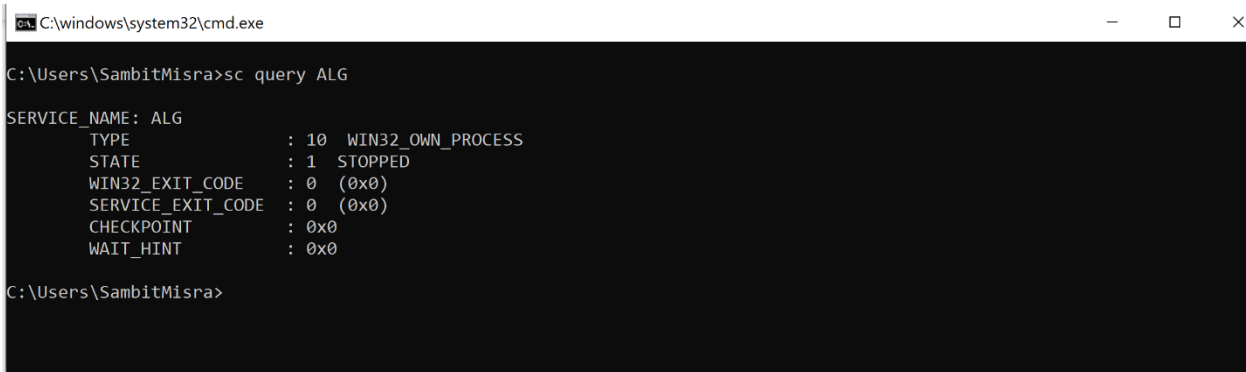 C:\windows\system32\cmd.exe
C:\Users\SambitMisra>sc query ALG
SERVICE_NAME: ALG
        TYPE               : 10  WIN32_OWN_PROCESS
        STATE              : 1  STOPPED
        WIN32_EXIT_CODE    : 0  (0x0)
        SERVICE_EXIT_CODE  : 0  (0x0)
        CHECKPOINT         : 0x0
        WAIT_HINT          : 0x0
C:\Users\SambitMisra>